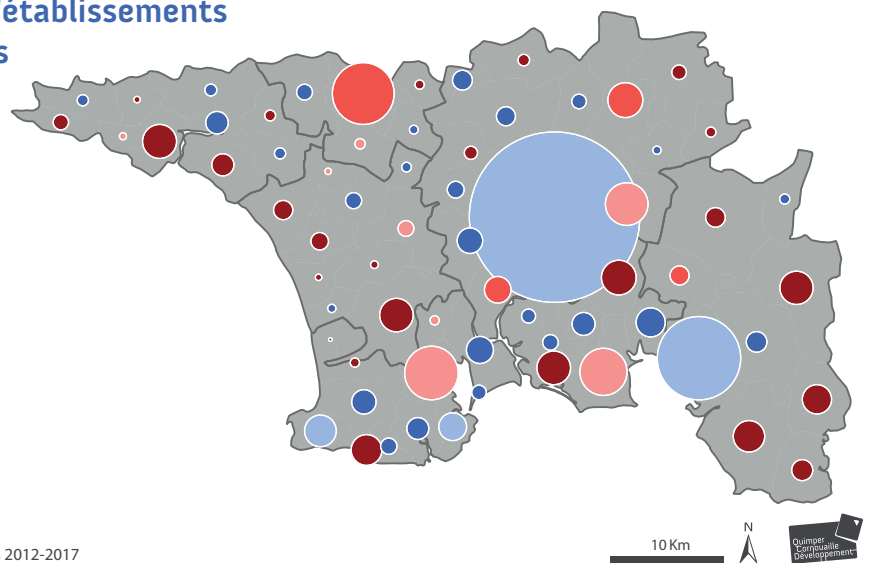 'établissements
s
2012-2017
10 Km
N
Quimper
Cornouaille
Développement